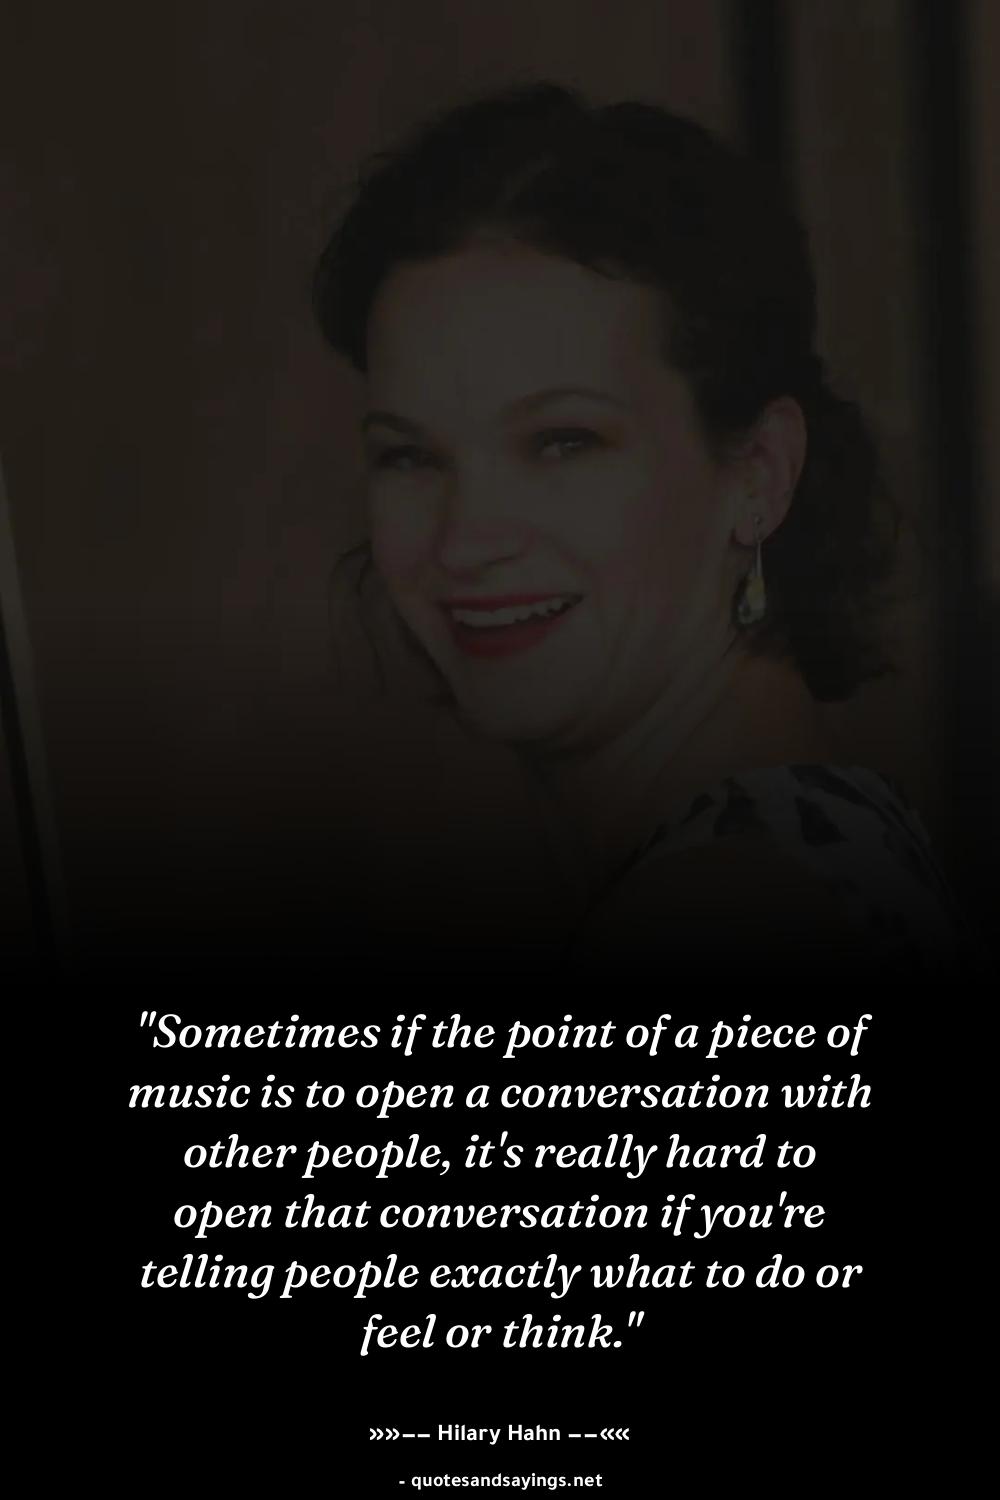 "Sometimes if the point of a piece of
music is to open a conversation with
other people, it's really hard to
open that conversation if you're
telling people exactly what to do or
feel or think."
»»–– Hilary Hahn ––««
- quotesandsayings.net